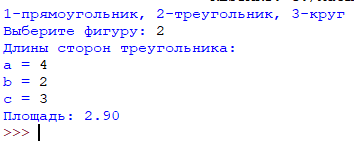 1-прямоугольник, 2-треугольник, 3-круг
Выберите фигуру: 2
Длины сторон треугольника:
a = 4
b = 2
c = 3
Площадь: 2.90
>>>